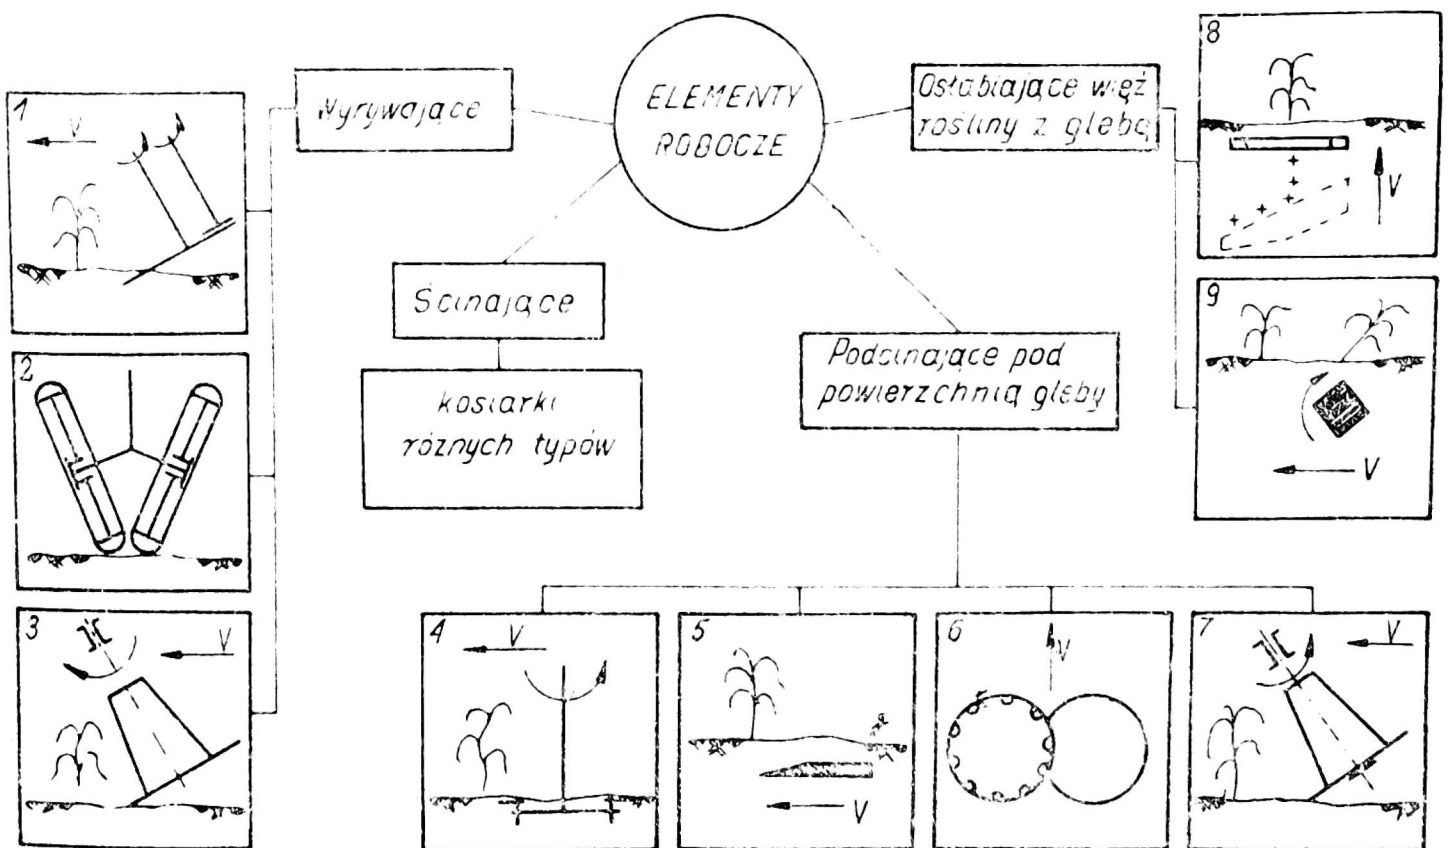 ELEMENTY
ROBOCZE
Wyrywające
Ścinające
kosiarki
różnych typów
Podcinające pod
powierzchnią gleby
Osłabiające więź
rośliny z glebą
1
V
2
3
V
4
V
5
V
6
V
7
V
8
V
9
V